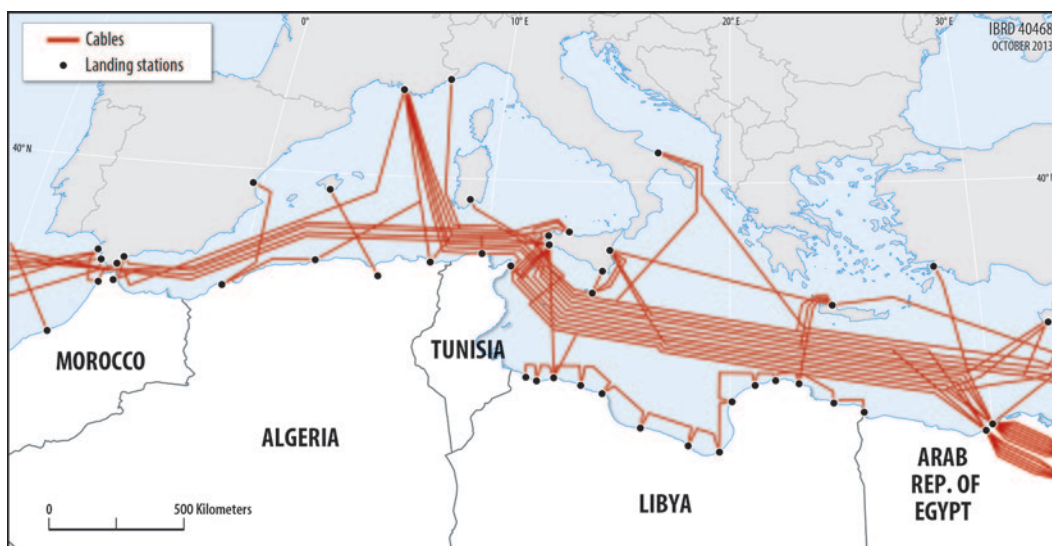 0°
10° E
20° E
30° E
IBRD 40468
OCTOBER 2013
Cables
Landing stations
40° N
40° N
MOROCCO
TUNISIA
ALGERIA
LIBYA
ARAB
REP. OF
EGYPT
0
500 Kilometers